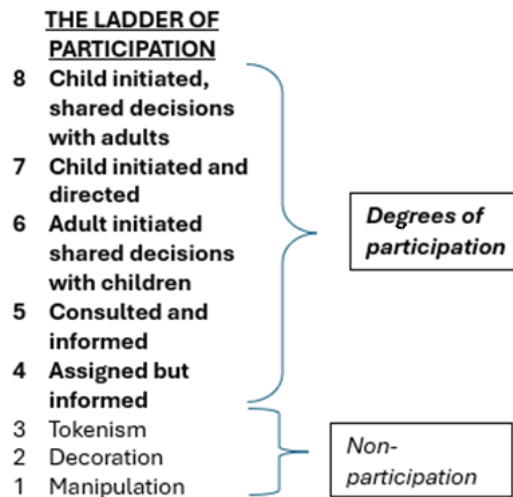 THE LADDER OF
PARTICIPATION
8 Child initiated,
shared decisions
with adults
7 Child initiated and
directed
6 Adult initiated
shared decisions
with children
5 Consulted and
informed
4 Assigned but
informed
3 Tokenism
2 Decoration
1 Manipulation
Degrees of
participation
Non-
participation